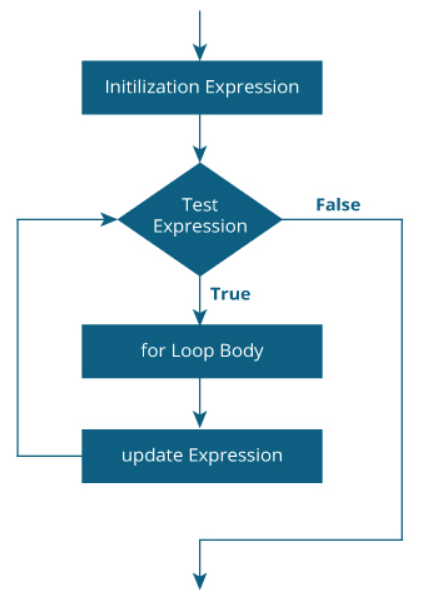 Initilization Expression
Test
Expression
False
True
for Loop Body
update Expression